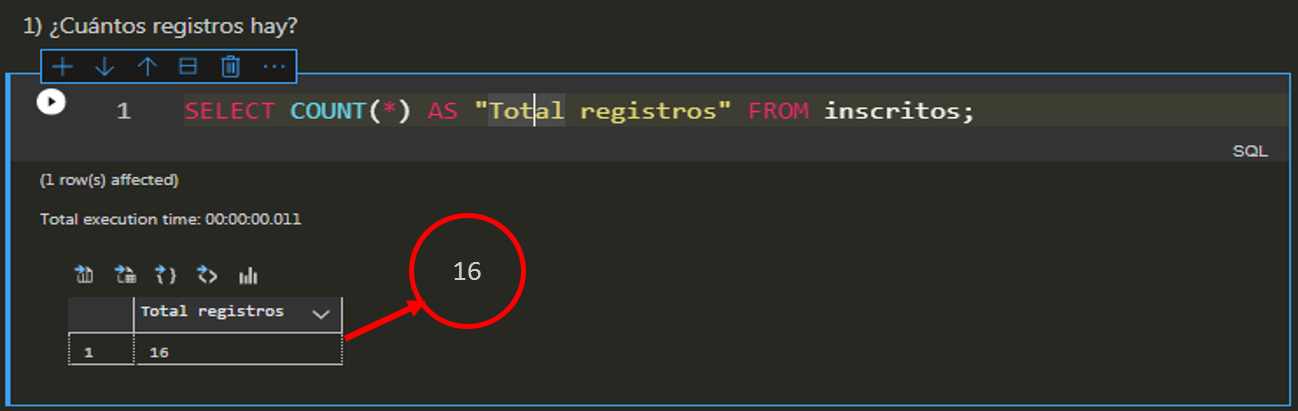 1) ¿Cuántos registros hay?
1 SELECT COUNT(*) AS "Total registros" FROM inscritos;
SQL
(1 row(s) affected)
Total execution time: 00:00:00.011
16
Total registros
1 16